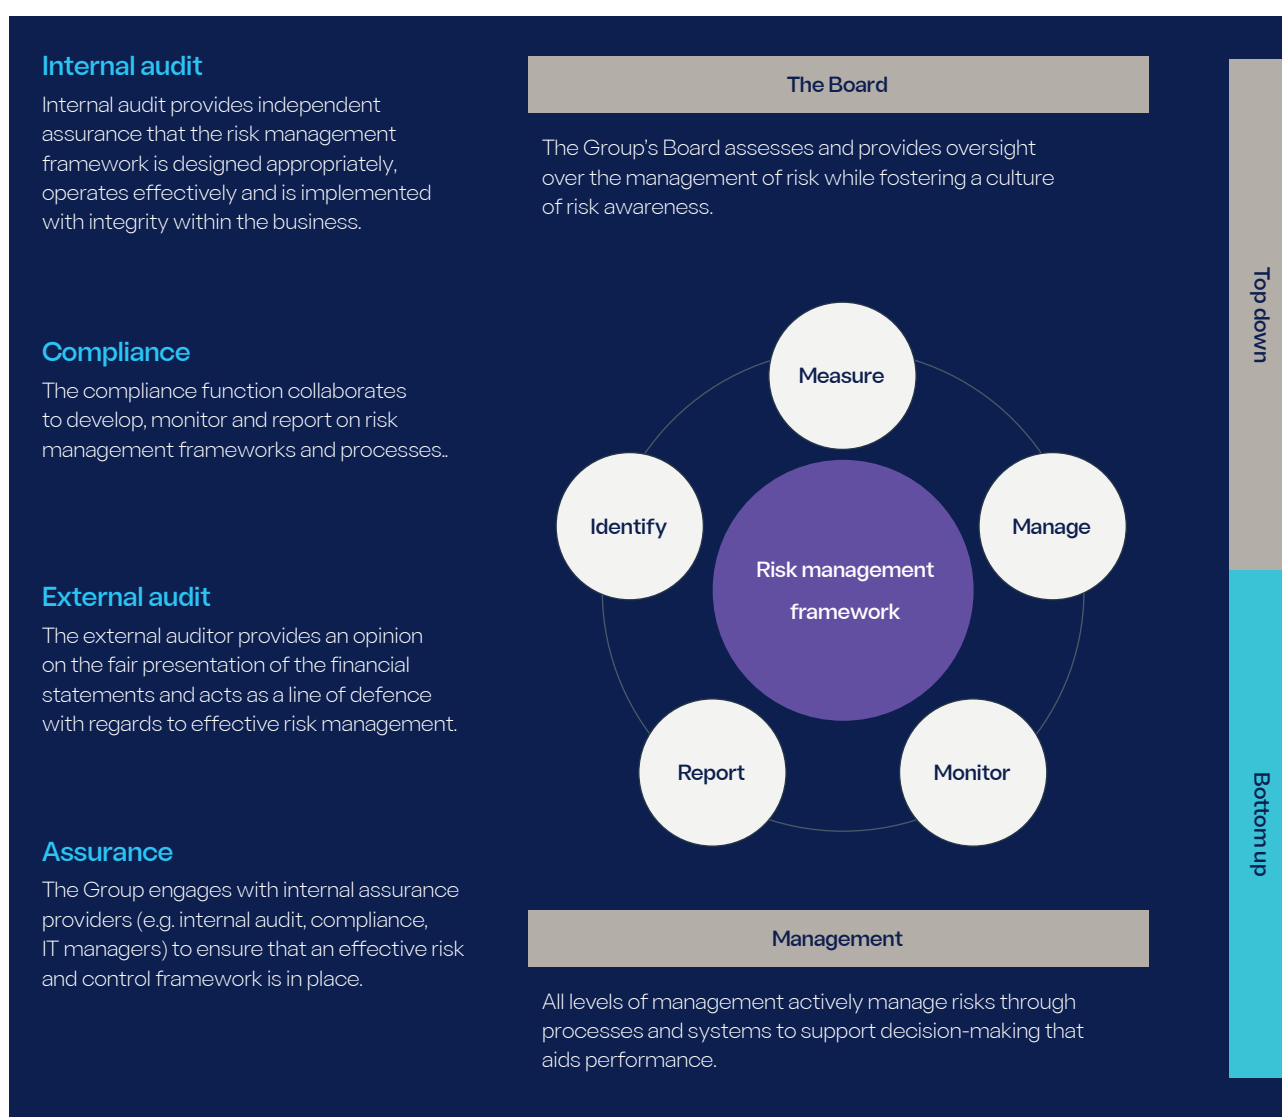 Internal audit
Internal audit provides independent
assurance that the risk management
framework is designed appropriately,
operates effectively and is implemented
with integrity within the business.
Compliance
The compliance function collaborates
to develop, monitor and report on risk
management frameworks and processes..
External audit
The external auditor provides an opinion
on the fair presentation of the financial
statements and acts as a line of defence
with regards to effective risk management.
Assurance
The Group engages with internal assurance
providers (e.g. internal audit, compliance,
IT managers) to ensure that an effective risk
and control framework is in place.
The Board
The Group's Board assesses and provides oversight
over the management of risk while fostering a culture
of risk awareness.
Measure
Identify
Manage
Risk management
framework
Report
Monitor
Management
All levels of management actively manage risks through
processes and systems to support decision-making that
aids performance.
Top down
Bottom up